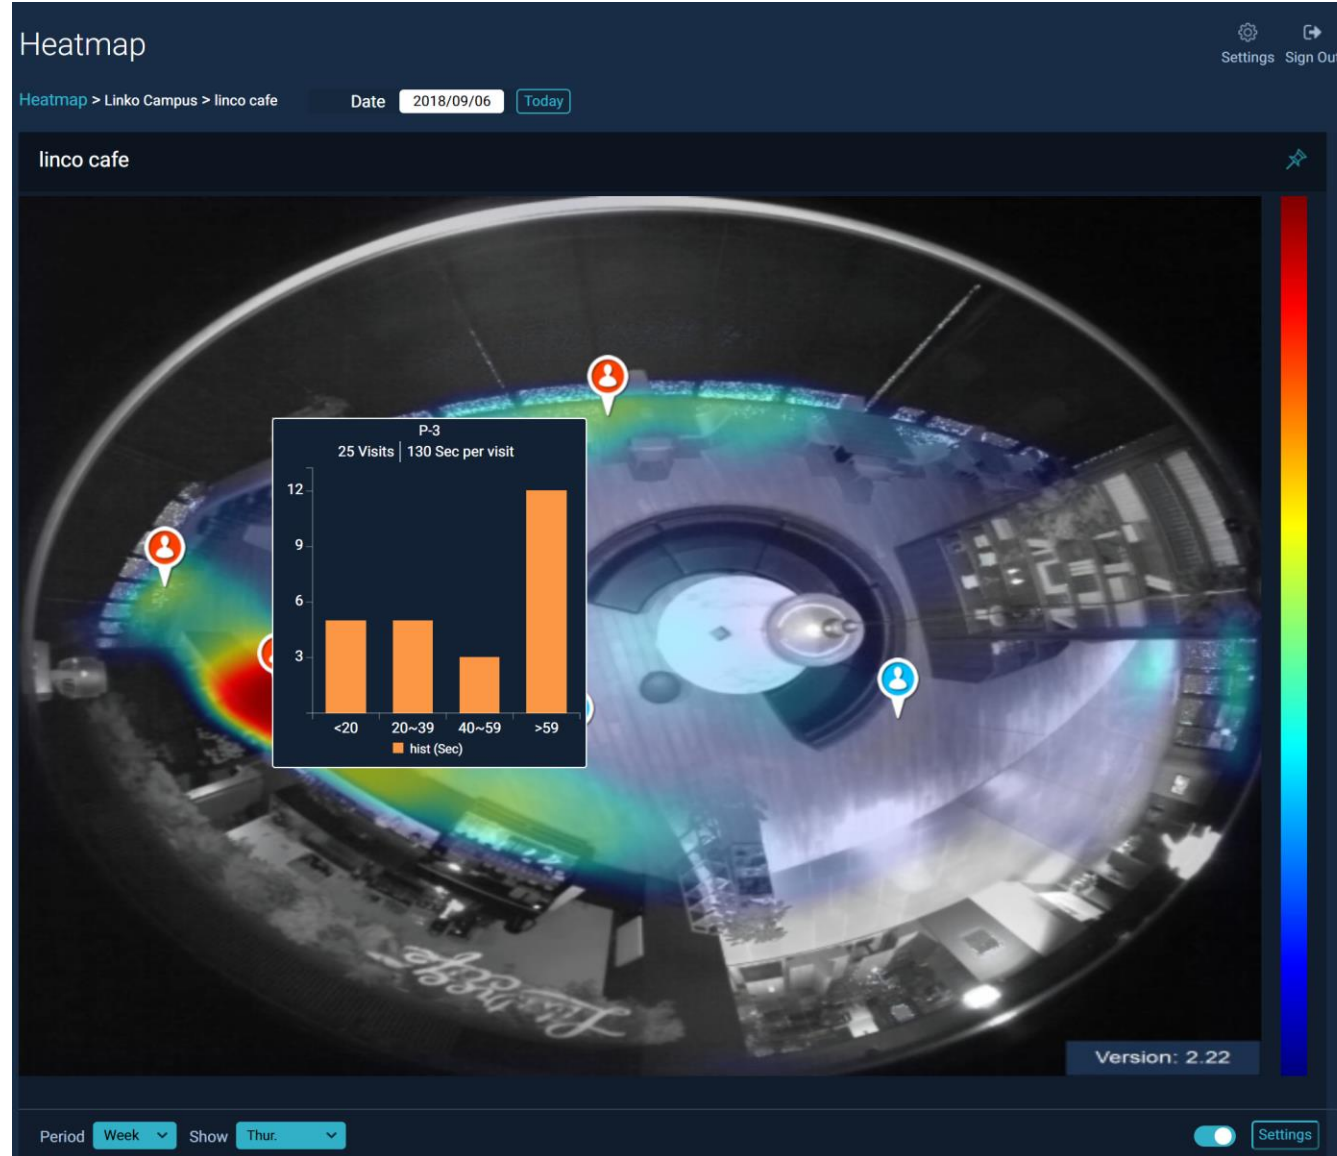 Heatmap
Settings Sign Out
Heatmap > Linko Campus > linco cafe Date 2018/09/06 Today
linco cafe
P-3
25 Visits 130 Sec per visit
12
9
6
3
<20 20~39 40~59 >59
hist (Sec)
Version: 2.22
Period Week Show Thur. Settings